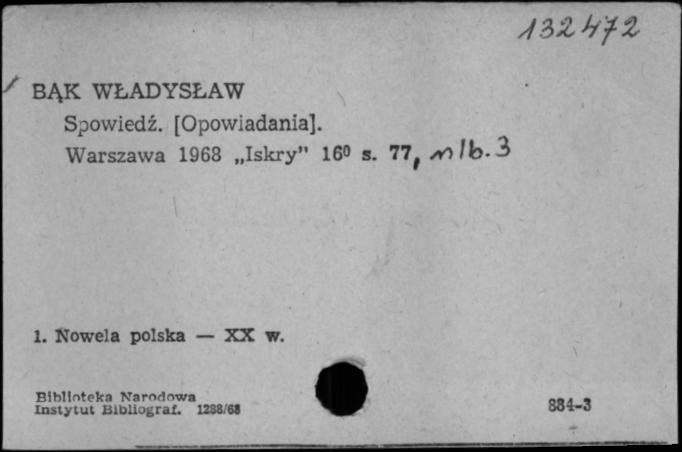 132472
BĄK WŁADYSŁAW
Spowiedź. [Opowiadania].
Warszawa 1968 „Iskry" 16⁰ s. 77, nlb. 3
1. Nowela polska — XX w.
Biblioteka Narodowa
Instytut Bibliograf. 1288/68
884-3